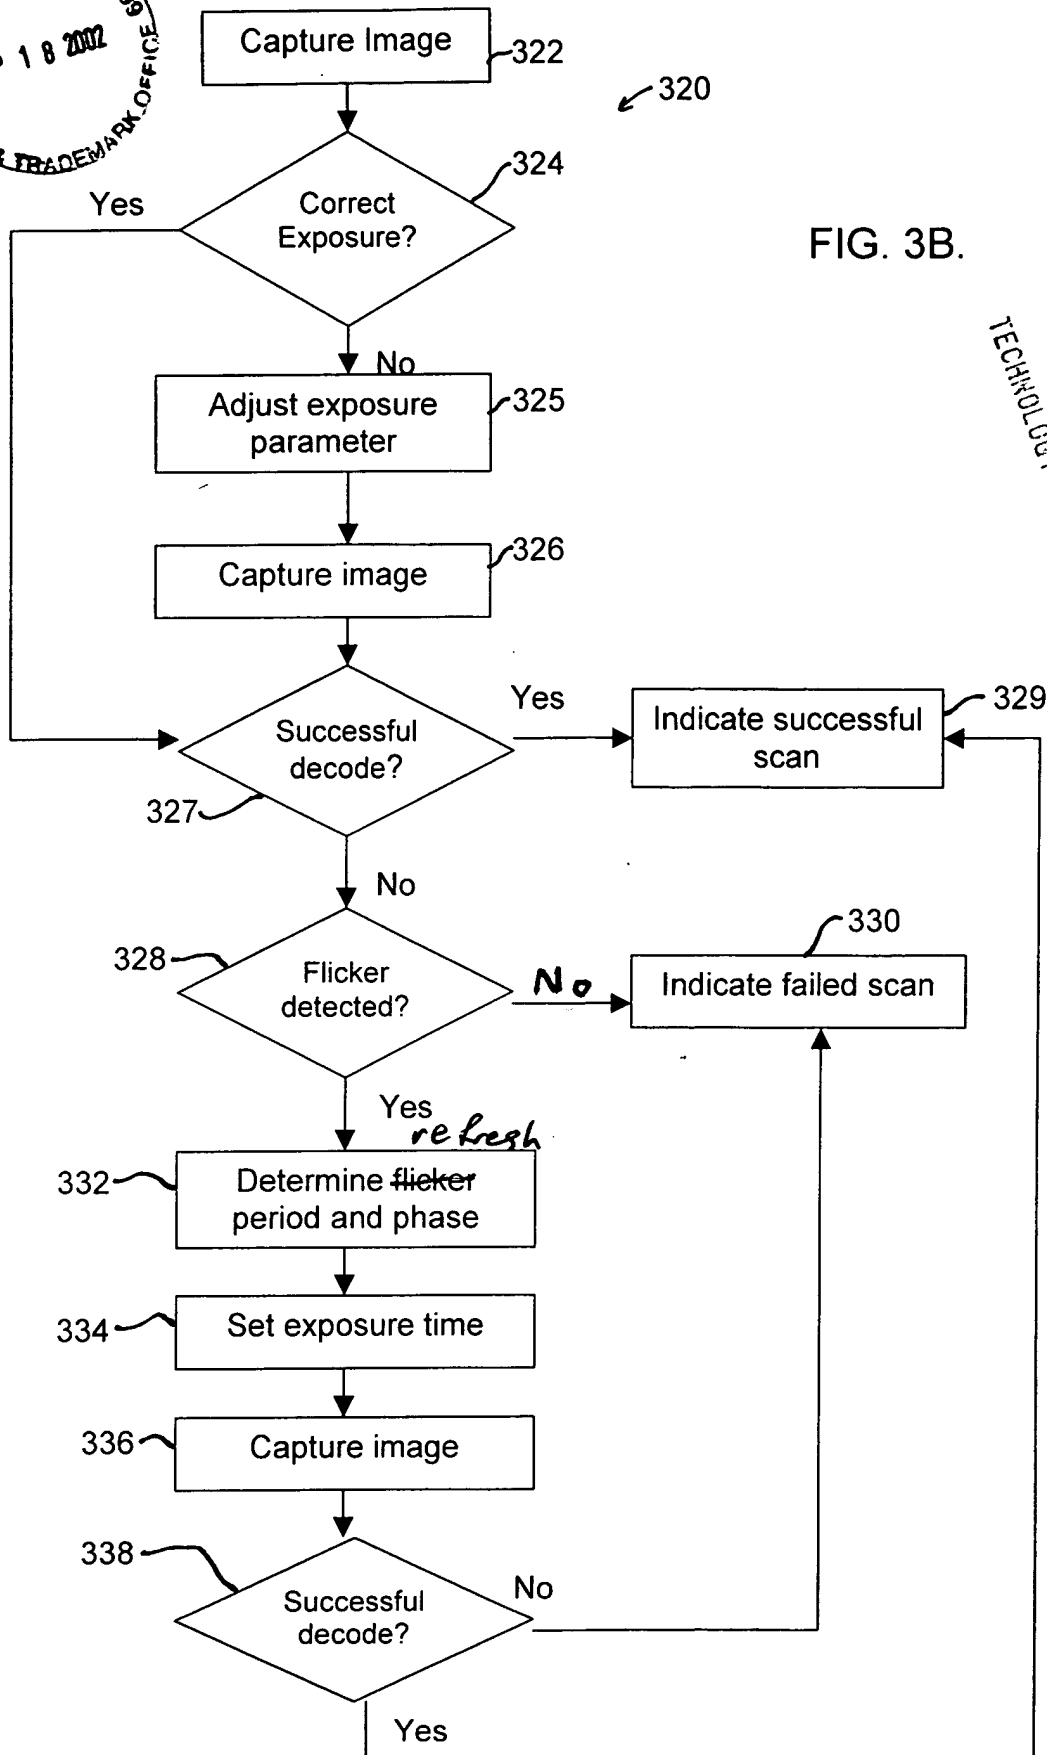 18 2002
TRADEMARK OFFICE
Capture Image
322
320
324
Yes
Correct
Exposure?
FIG. 3B.
No
TECHNOLOGY
Adjust exposure
parameter
325
Capture image
326
Successful
decode?
Yes
Indicate successful
scan
329
327
No
330
328
Flicker
detected?
No
Indicate failed scan
Yes
refresh
332
Determine flicker
period and phase
334
Set exposure time
336
Capture image
338
Successful
decode?
No
Yes